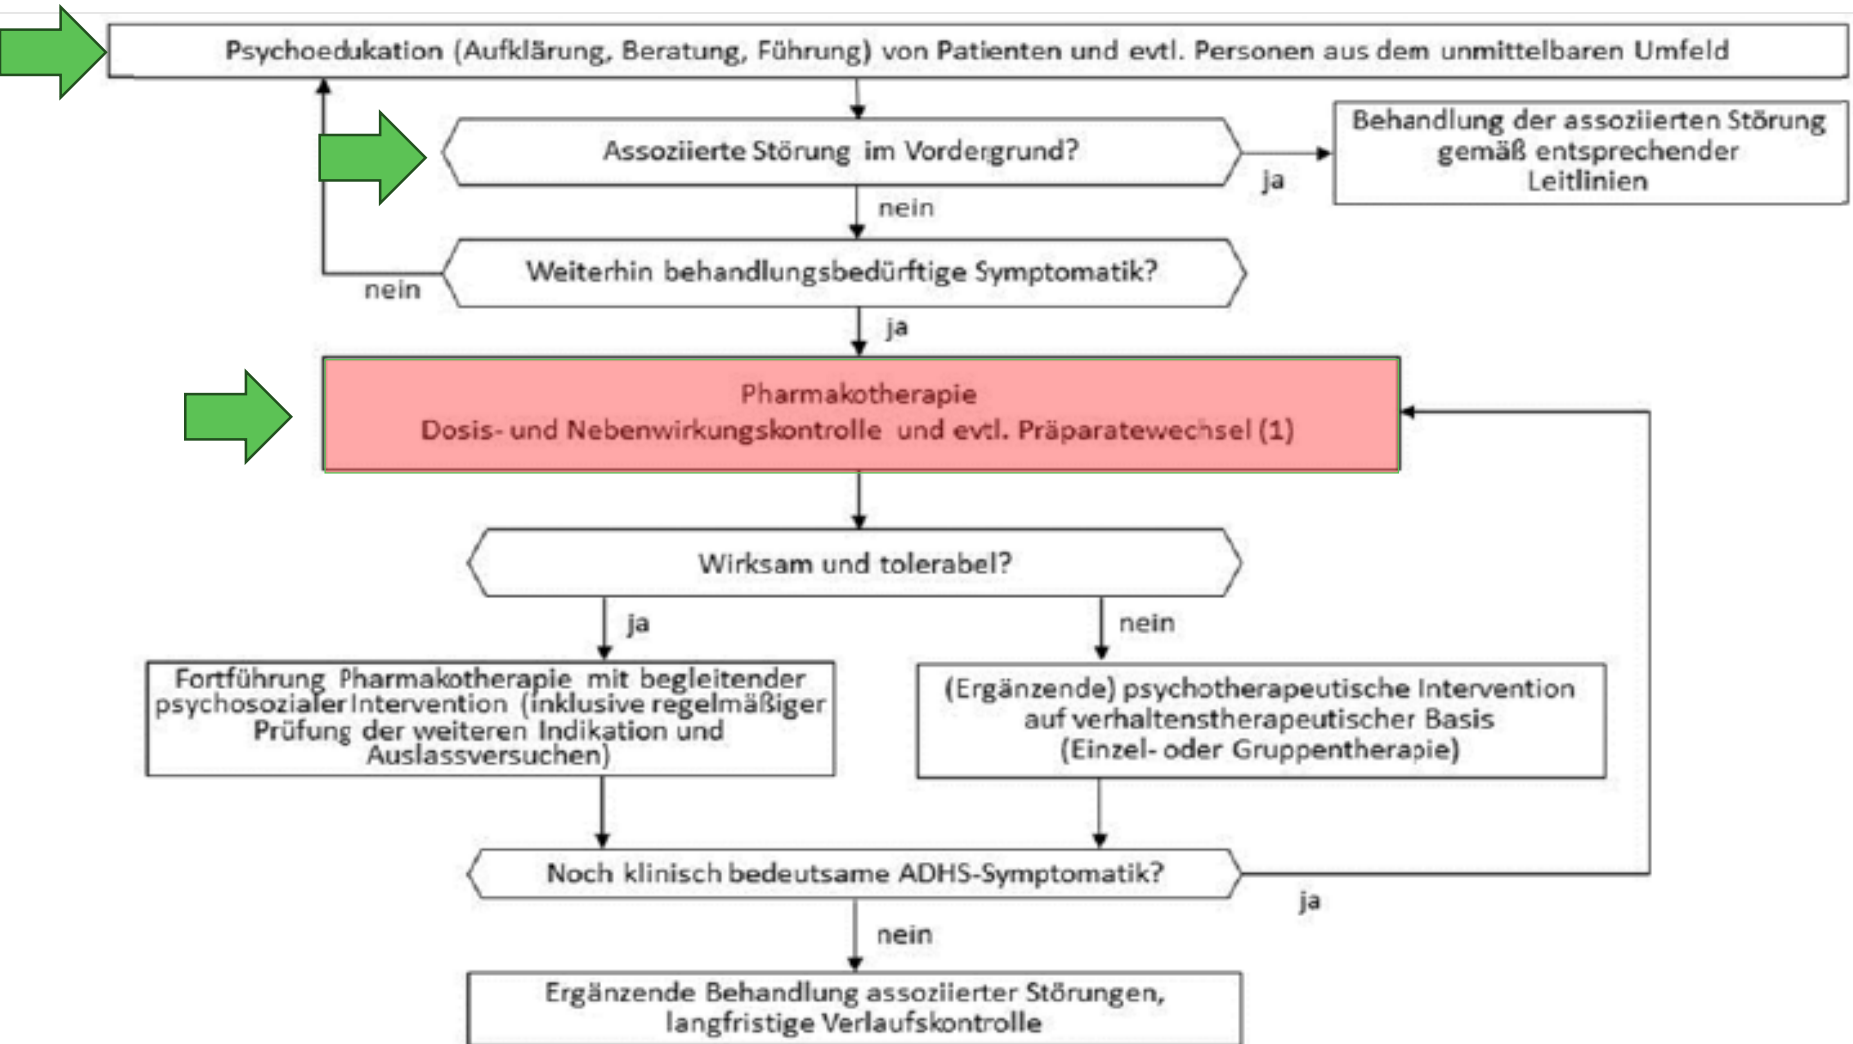 Psychoedukation (Aufklärung, Beratung, Führung) von Patienten und evtl. Personen aus dem unmittelbaren Umfeld
Assoziierte Störung im Vordergrund?
ja
Behandlung der assoziierten Störung
gemäß entsprechender
Leitlinien
nein
Weiterhin behandlungsbedürftige Symptomatik?
nein
ja
Pharmakotherapie
Dosis- und Nebenwirkungskontrolle und evtl. Präparatewechsel (1)
Wirksam und tolerabel?
ja
nein
Fortführung Pharmakotherapie mit begleitender
psychosozialer Intervention (inklusive regelmäßiger
Prüfung der weiteren Indikation und
Auslassversuchen)
(Ergänzende) psychotherapeutische Intervention
auf verhaltenstherapeutischer Basis
(Einzel- oder Gruppentherapie)
Noch klinisch bedeutsame ADHS-Symptomatik?
ja
nein
Ergänzende Behandlung assoziierter Störungen,
langfristige Verlaufskontrolle